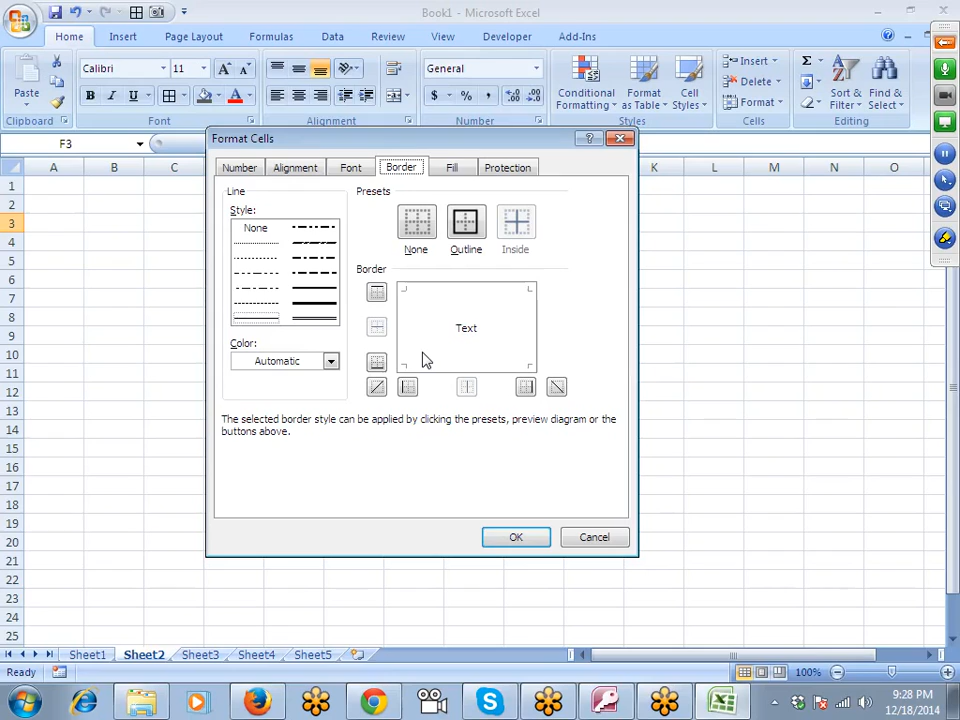 Book1 - Microsoft Excel
Home Insert Page Layout Formulas Data Review View Developer Add-Ins
Calibri 11 General Insert Σ
Paste B I U A $ % , Conditional Formatting Format as Table Cell Styles Delete Format Sort & Filter Find & Select
Clipboard Font Alignment Number Styles Cells Editing
F3
Format Cells
A B C K L M N O
Number Alignment Font Border Fill Protection
Line Presets
Style:
None
None Outline Inside
Border
Text
Color:
Automatic
The selected border style can be applied by clicking the presets, preview diagram or the
buttons above.
OK Cancel
1
2
3
4
5
6
7
8
9
10
11
12
13
14
15
16
17
18
19
20
21
22
23
24
25
Sheet1 Sheet2 Sheet3 Sheet4 Sheet5
Ready 100%
9:28 PM
12/18/2014